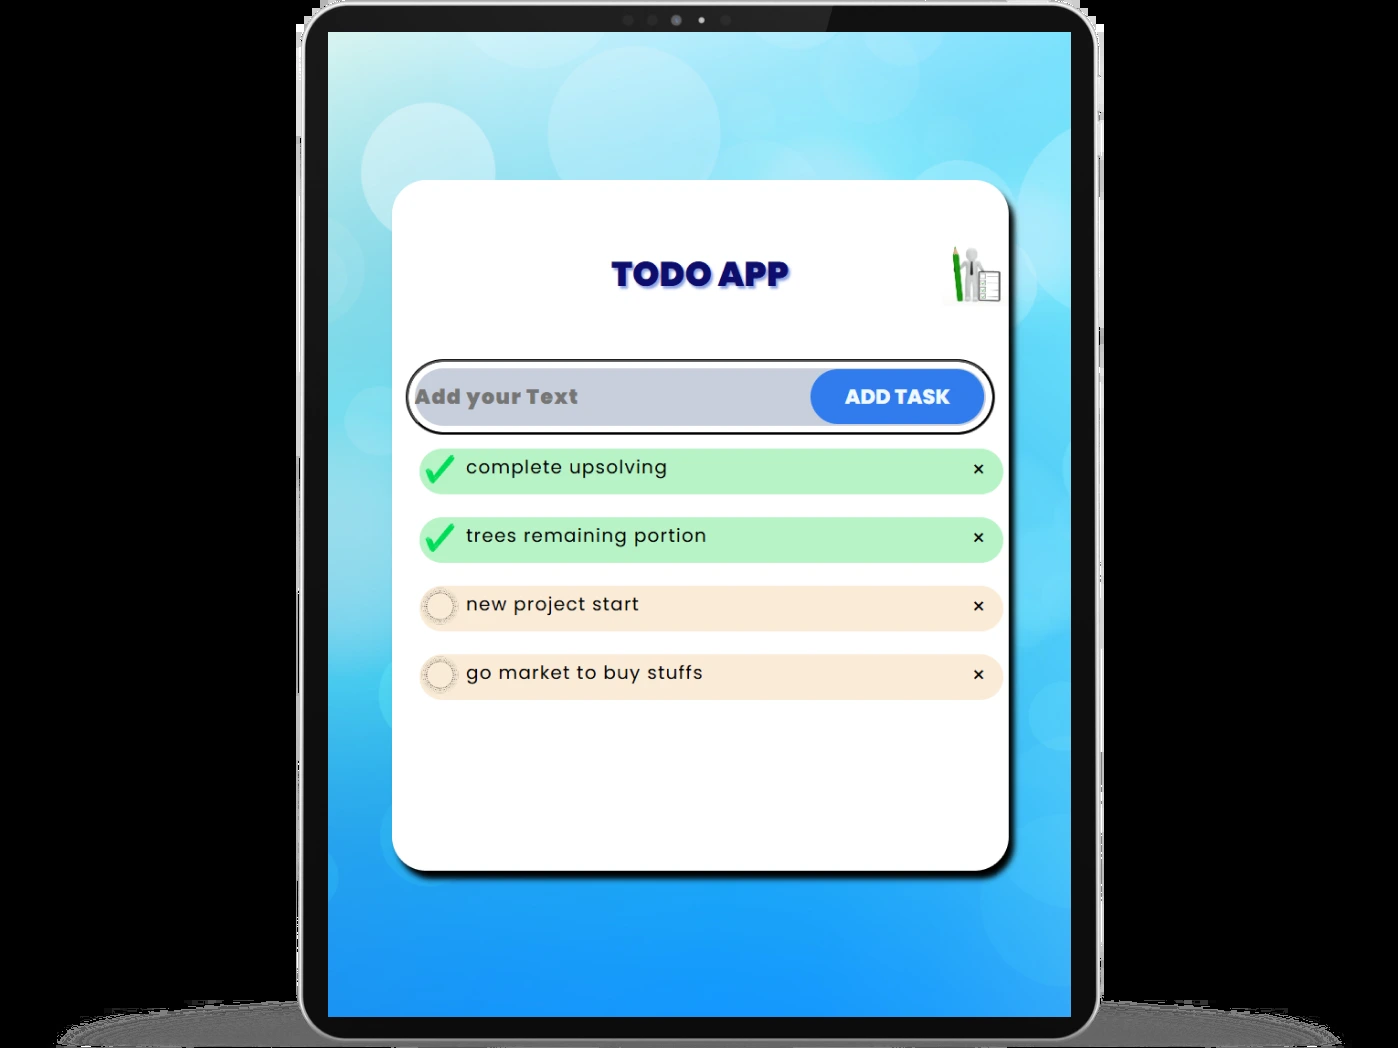 TODO APP
Add your Text
ADD TASK
complete upsolving ×
trees remaining portion ×
new project start ×
go market to buy stuffs ×